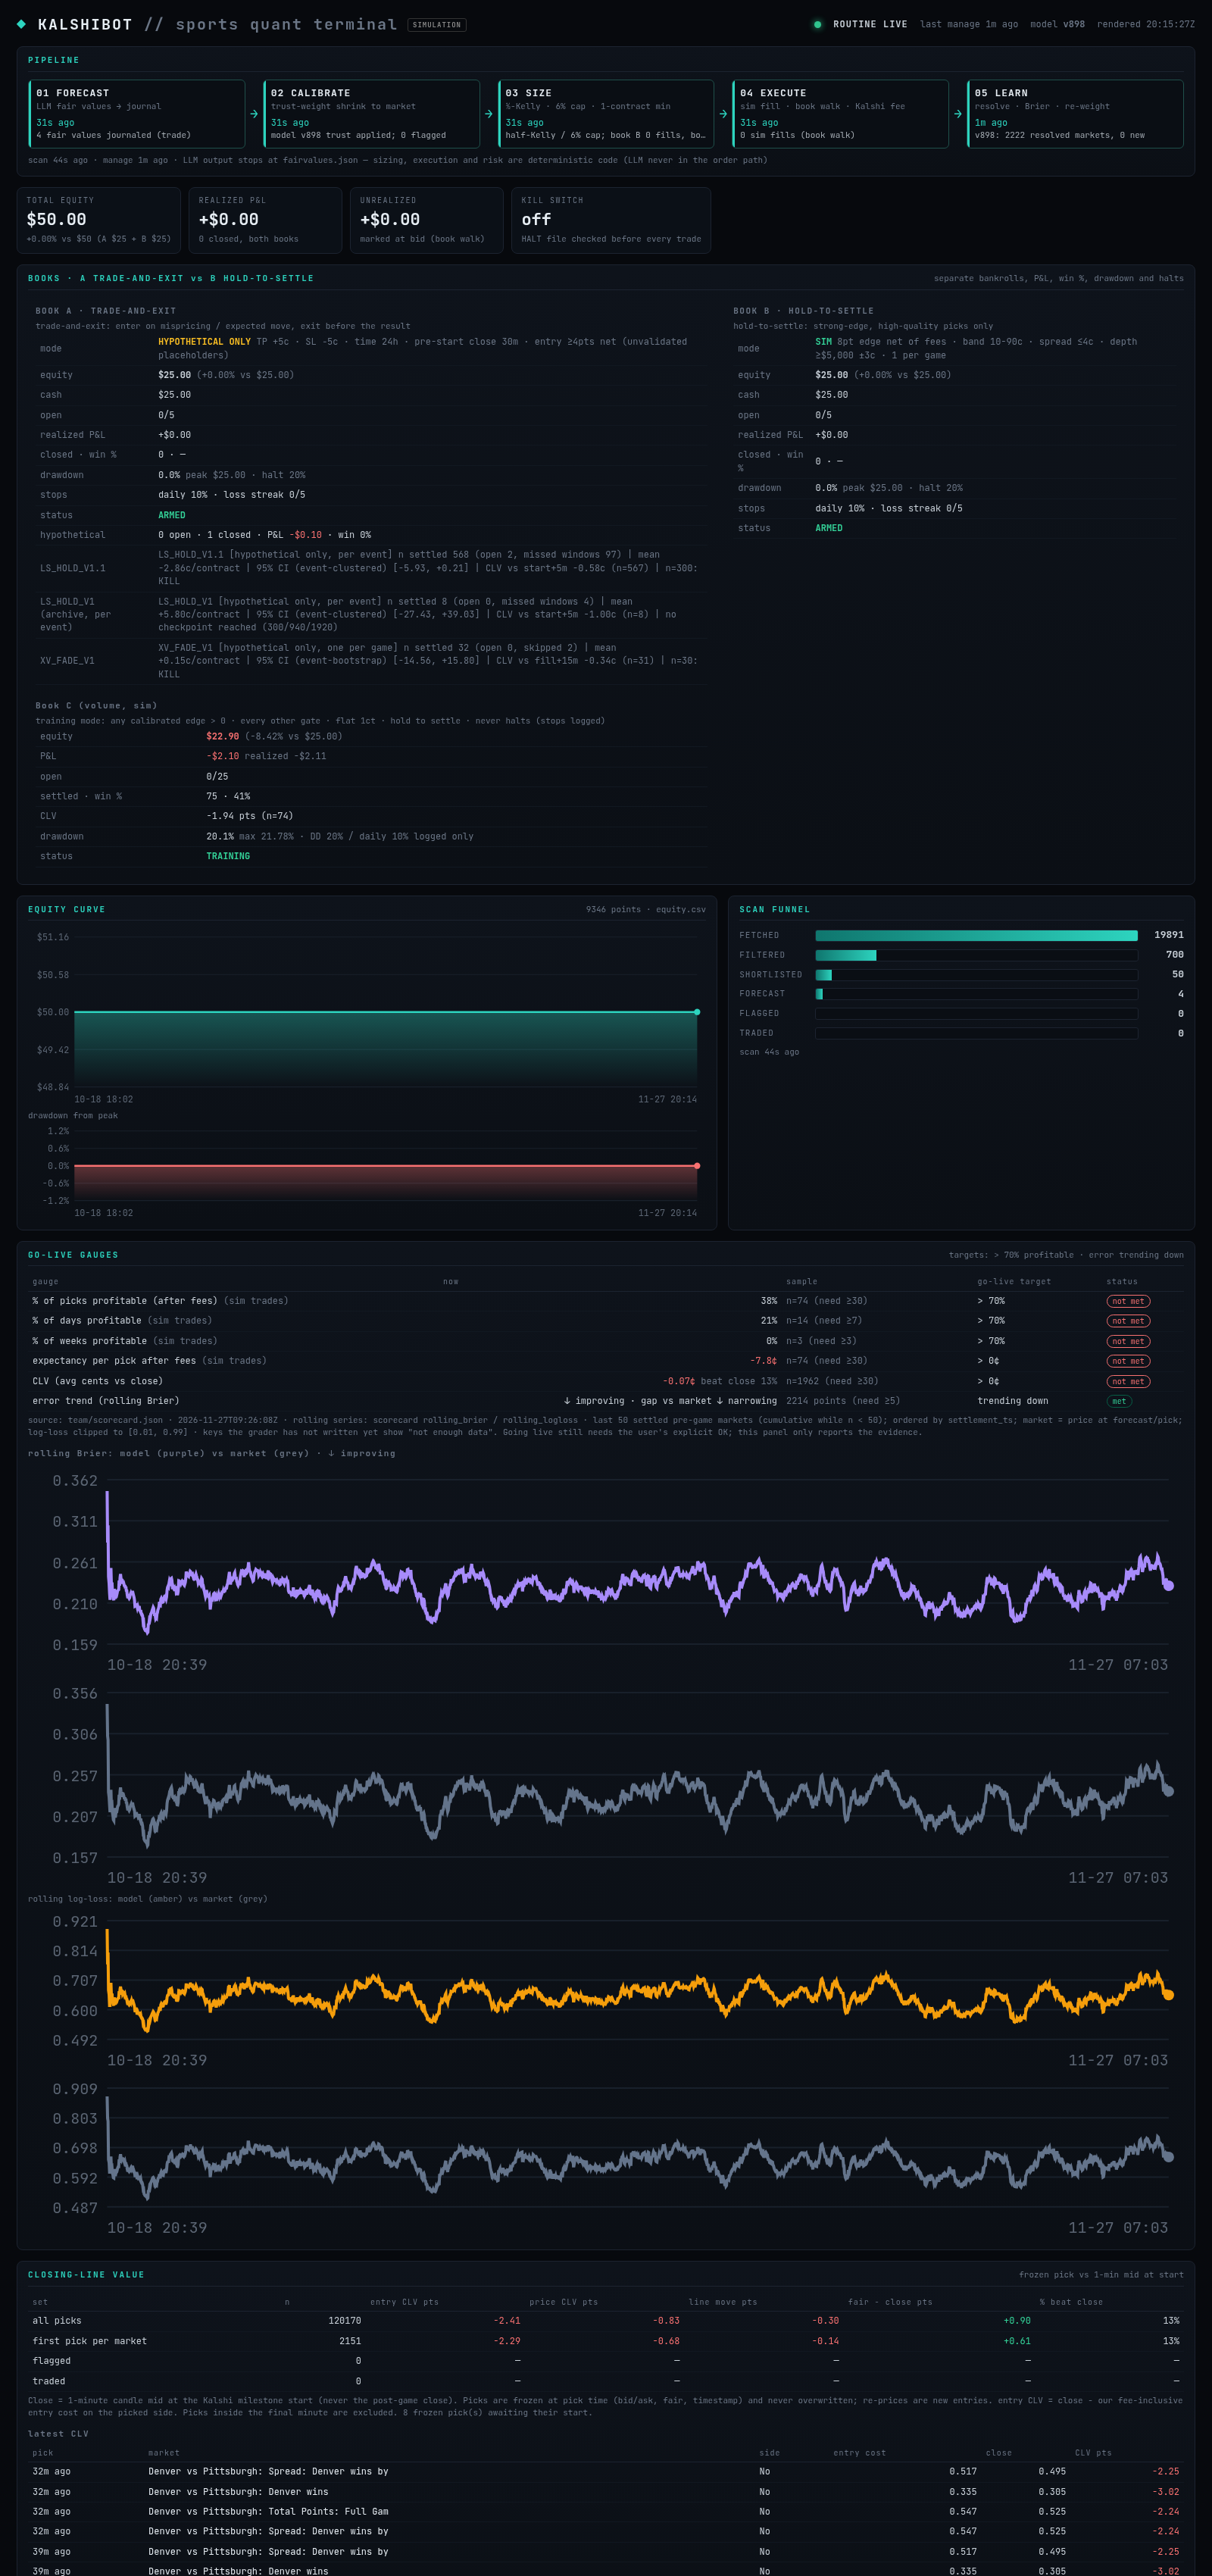 ◆ KALSHIBOT // sports quant terminal SIMULATION
ROUTINE LIVE last manage 1m ago model v898 rendered 20:15:27Z
PIPELINE
01 FORECAST
LLM fair values → journal
31s ago
4 fair values journaled (trade)
→
02 CALIBRATE
trust-weight shrink to market
31s ago
model v898 trust applied; 0 flagged
→
03 SIZE
½-Kelly · 6% cap · 1-contract min
31s ago
half-Kelly / 6% cap; book B 0 fills, bo…
→
04 EXECUTE
sim fill · book walk · Kalshi fee
31s ago
0 sim fills (book walk)
→
05 LEARN
resolve · Brier · re-weight
1m ago
v898: 2222 resolved markets, 0 new
scan 44s ago · manage 1m ago · LLM output stops at fairvalues.json — sizing, execution and risk are deterministic code (LLM never in the order path)
TOTAL EQUITY
$50.00
+0.00% vs $50 (A $25 + B $25)
REALIZED P&L
+$0.00
0 closed, both books
UNREALIZED
+$0.00
marked at bid (book walk)
KILL SWITCH
off
HALT file checked before every trade
BOOKS · A TRADE-AND-EXIT vs B HOLD-TO-SETTLE
separate bankrolls, P&L, win %, drawdown and halts
BOOK A · TRADE-AND-EXIT
trade-and-exit: enter on mispricing / expected move, exit before the result
mode HYPOTHETICAL ONLY TP +5c · SL -5c · time 24h · pre-start close 30m · entry ≥4pts net (unvalidated
placeholders)
equity $25.00 (+0.00% vs $25.00)
cash $25.00
open 0/5
realized P&L +$0.00
closed · win % 0 · —
drawdown 0.0% peak $25.00 · halt 20%
stops daily 10% · loss streak 0/5
status ARMED
hypothetical 0 open · 1 closed · P&L -$0.10 · win 0%
LS_HOLD_V1.1 LS_HOLD_V1.1 [hypothetical only, per event] n settled 568 (open 2, missed windows 97) | mean
-2.86c/contract | 95% CI (event-clustered) [-5.93, +0.21] | CLV vs start+5m -0.58c (n=567) | n=300:
KILL
LS_HOLD_V1 (archive, per event) LS_HOLD_V1 [hypothetical only, per event] n settled 8 (open 0, missed windows 4) | mean
+5.80c/contract | 95% CI (event-clustered) [-27.43, +39.03] | CLV vs start+5m -1.00c (n=8) | no
checkpoint reached (300/940/1920)
XV_FADE_V1 XV_FADE_V1 [hypothetical only, one per game] n settled 32 (open 0, skipped 2) | mean
+0.15c/contract | 95% CI (event-bootstrap) [-14.56, +15.80] | CLV vs fill+15m -0.34c (n=31) | n=30:
KILL
BOOK B · HOLD-TO-SETTLE
hold-to-settle: strong-edge, high-quality picks only
mode SIM 8pt edge net of fees · band 10-90c · spread ≤4c · depth
≥$5,000 ±3c · 1 per game
equity $25.00 (+0.00% vs $25.00)
cash $25.00
open 0/5
realized P&L +$0.00
closed · win % 0 · —
drawdown 0.0% peak $25.00 · halt 20%
stops daily 10% · loss streak 0/5
status ARMED
Book C (volume, sim)
training mode: any calibrated edge > 0 · every other gate · flat 1ct · hold to settle · never halts (stops logged)
equity $22.90 (-8.42% vs $25.00)
P&L -$2.10 realized -$2.11
open 0/25
settled · win % 75 · 41%
CLV -1.94 pts (n=74)
drawdown 20.1% max 21.78% · DD 20% / daily 10% logged only
status TRAINING
EQUITY CURVE
9346 points · equity.csv
$51.16
$50.58
$50.00
$49.42
$48.84
10-18 18:02 11-27 20:14
drawdown from peak
1.2%
0.6%
0.0%
-0.6%
-1.2%
10-18 18:02 11-27 20:14
SCAN FUNNEL
FETCHED 19891
FILTERED 700
SHORTLISTED 50
FORECAST 4
FLAGGED 0
TRADED 0
scan 44s ago
GO-LIVE GAUGES
targets: > 70% profitable · error trending down
gauge now sample go-live target status
% of picks profitable (after fees) (sim trades) 38% n=74 (need ≥30) > 70% not met
% of days profitable (sim trades) 21% n=14 (need ≥7) > 70% not met
% of weeks profitable (sim trades) 0% n=3 (need ≥3) > 70% not met
expectancy per pick after fees (sim trades) -7.8¢ n=74 (need ≥30) > 0¢ not met
CLV (avg cents vs close) -0.07¢ beat close 13% n=1962 (need ≥30) > 0¢ not met
error trend (rolling Brier) ↓ improving · gap vs market ↓ narrowing 2214 points (need ≥5) trending down met
source: team/scorecard.json · 2026-11-27T09:26:08Z · rolling series: scorecard rolling_brier / rolling_logloss · last 50 settled pre-game markets (cumulative while n < 50); ordered by settlement_ts; market = price at forecast/pick;
log-loss clipped to [0.01, 0.99] · keys the grader has not written yet show "not enough data". Going live still needs the user's explicit OK; this panel only reports the evidence.
rolling Brier: model (purple) vs market (grey) · ↓ improving
0.362
0.311
0.261
0.210
0.159
10-18 20:39 11-27 07:03
0.356
0.306
0.257
0.207
0.157
10-18 20:39 11-27 07:03
rolling log-loss: model (amber) vs market (grey)
0.921
0.814
0.707
0.600
0.492
10-18 20:39 11-27 07:03
0.909
0.803
0.698
0.592
0.487
10-18 20:39 11-27 07:03
CLOSING-LINE VALUE
frozen pick vs 1-min mid at start
set n entry CLV pts price CLV pts line move pts fair - close pts % beat close
all picks 120170 -2.41 -0.83 -0.30 +0.90 13%
first pick per market 2151 -2.29 -0.68 -0.14 +0.61 13%
flagged 0 — — — — —
traded 0 — — — — —
Close = 1-minute candle mid at the Kalshi milestone start (never the post-game close). Picks are frozen at pick time (bid/ask, fair, timestamp) and never overwritten; re-prices are new entries. entry CLV = close - our fee-inclusive
entry cost on the picked side. Picks inside the final minute are excluded. 8 frozen pick(s) awaiting their start.
latest CLV
pick market side entry cost close CLV pts
32m ago Denver vs Pittsburgh: Spread: Denver wins by No 0.517 0.495 -2.25
32m ago Denver vs Pittsburgh: Denver wins No 0.335 0.305 -3.02
32m ago Denver vs Pittsburgh: Total Points: Full Gam No 0.547 0.525 -2.24
32m ago Denver vs Pittsburgh: Spread: Denver wins by No 0.547 0.525 -2.24
39m ago Denver vs Pittsburgh: Spread: Denver wins by No 0.517 0.495 -2.25
39m ago Denver vs Pittsburgh: Denver wins No 0.335 0.305 -3.02